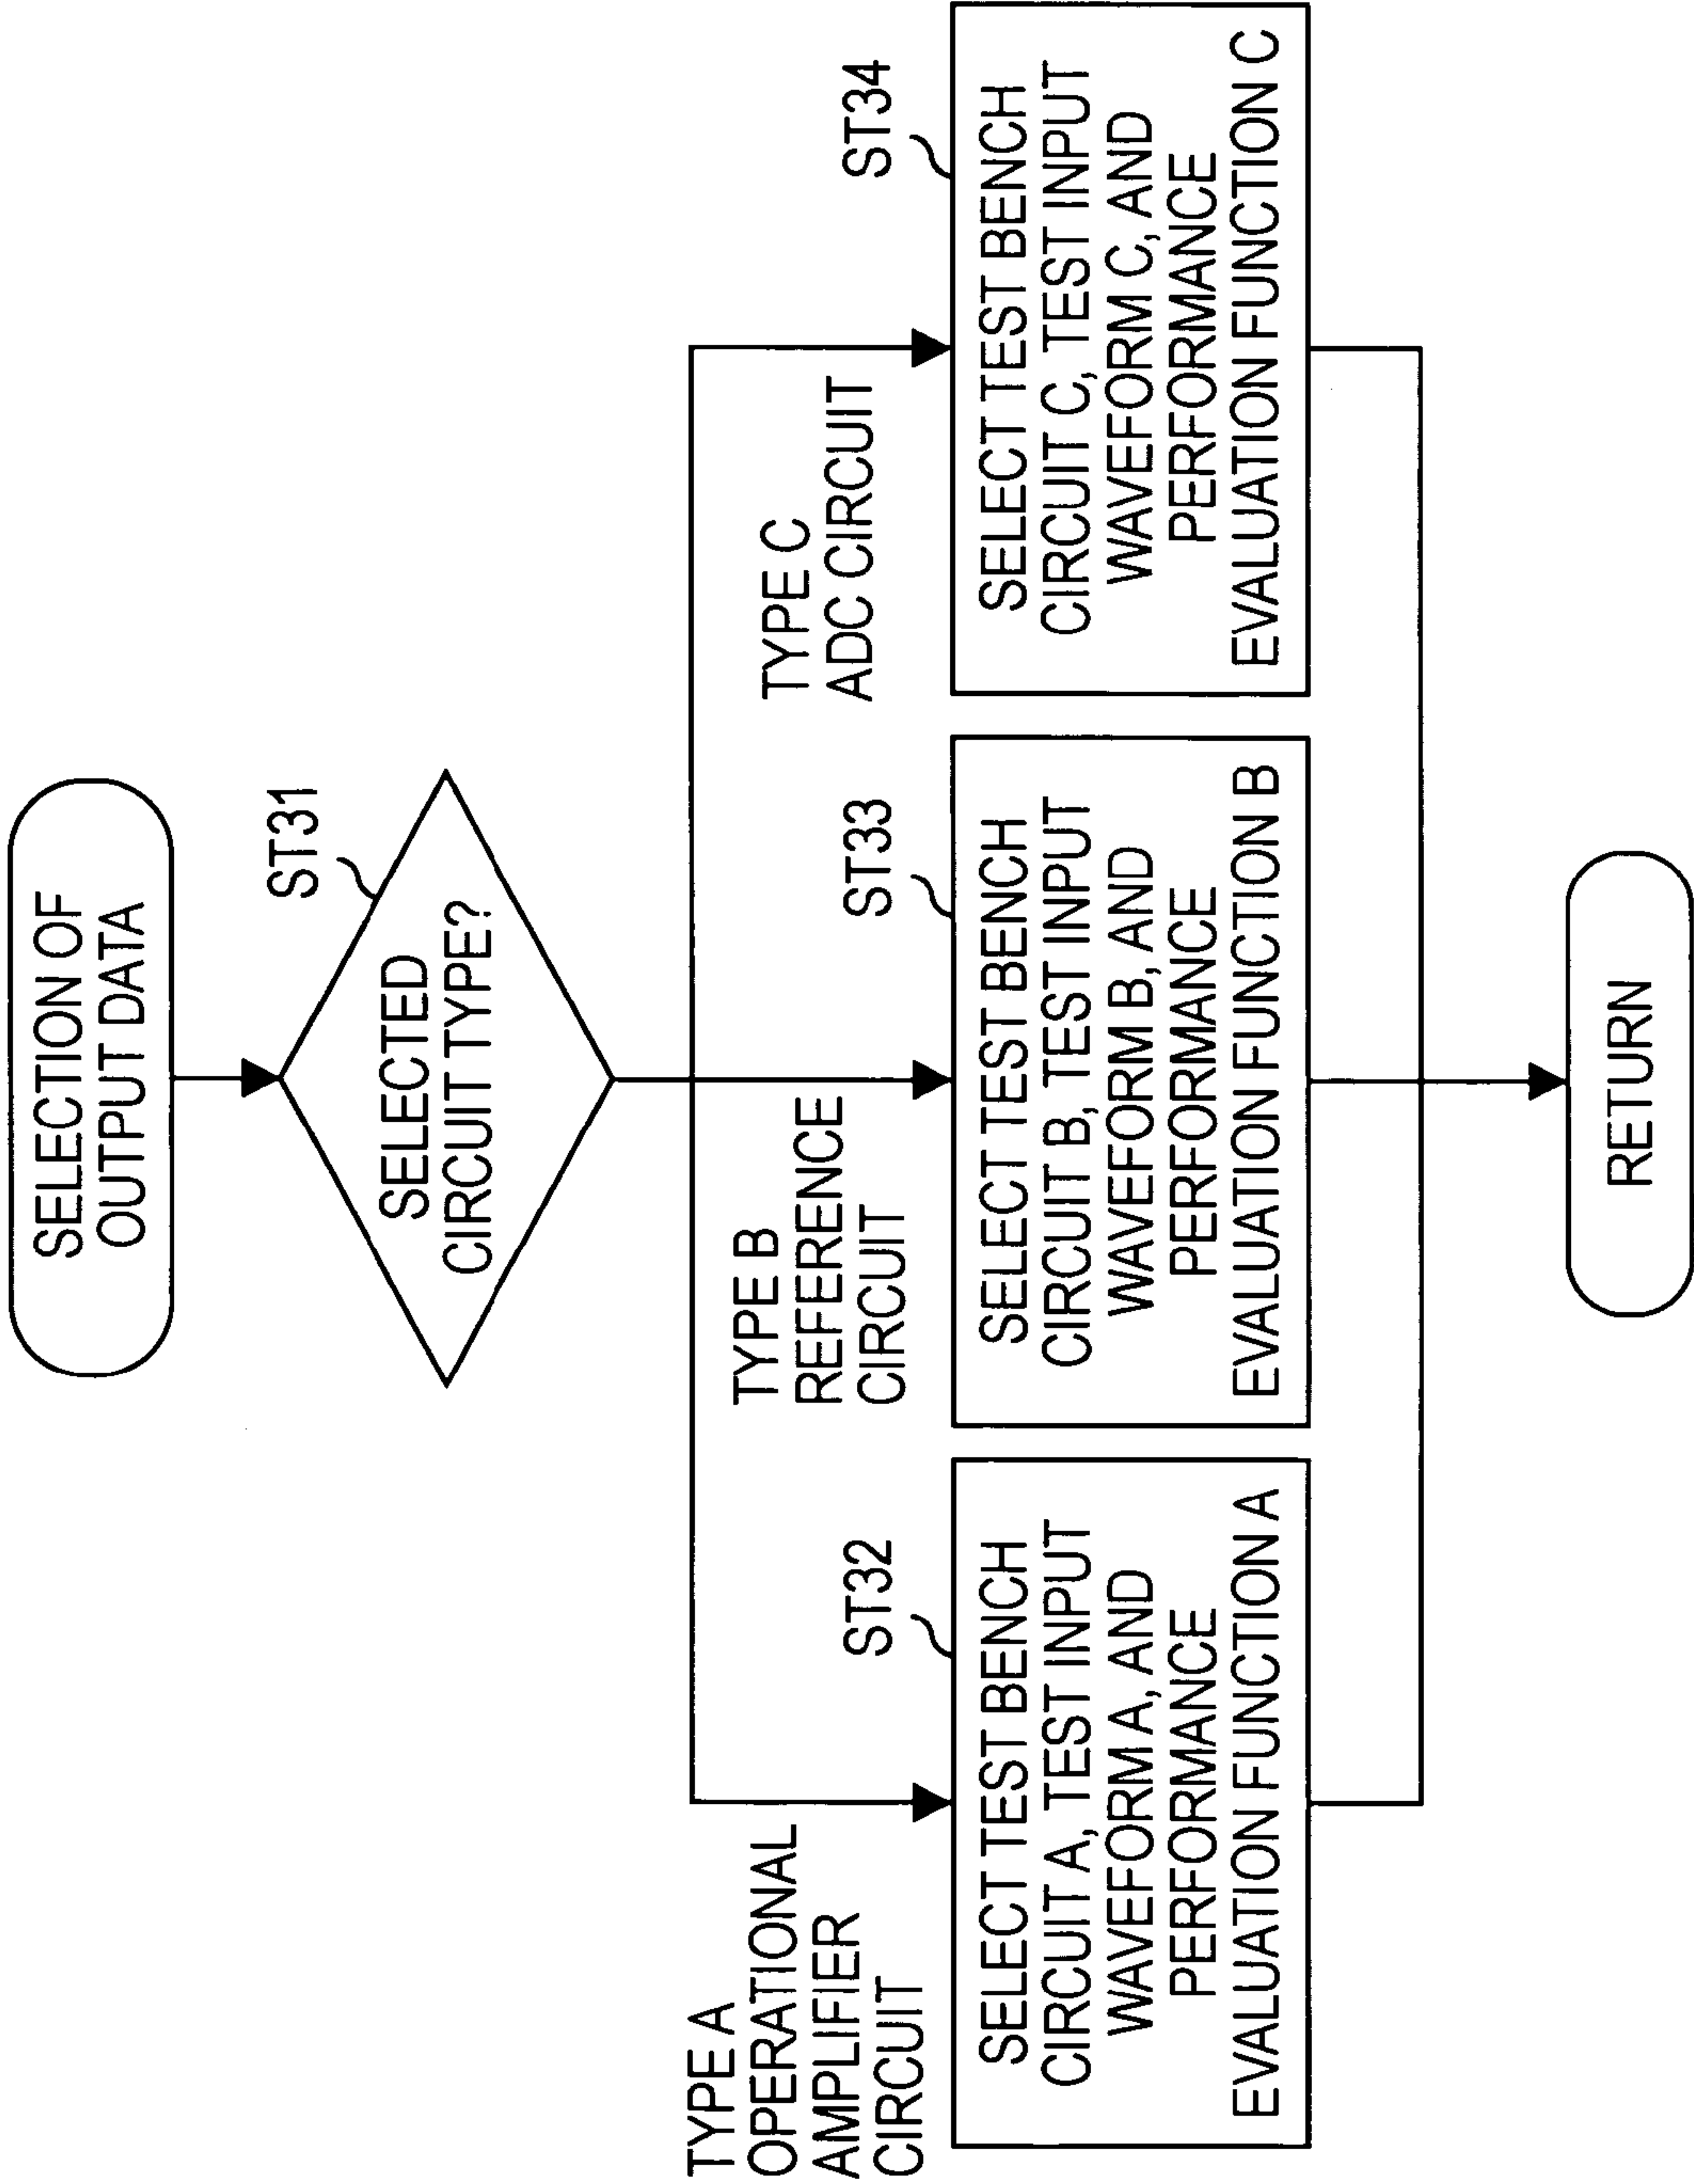 SELECTION OF
OUTPUT DATA
ST31
SELECTED
CIRCUIT TYPE?
TYPE A
OPERATIONAL
AMPLIFIER
CIRCUIT
TYPE B
REFERENCE
CIRCUIT
TYPE C
ADC CIRCUIT
ST32
SELECT TEST BENCH
CIRCUIT A, TEST INPUT
WAVEFORM A, AND
PERFORMANCE
EVALUATION FUNCTION A
ST33
SELECT TEST BENCH
CIRCUIT B, TEST INPUT
WAVEFORM B, AND
PERFORMANCE
EVALUATION FUNCTION B
ST34
SELECT TEST BENCH
CIRCUIT C, TEST INPUT
WAVEFORM C, AND
PERFORMANCE
EVALUATION FUNCTION C
RETURN